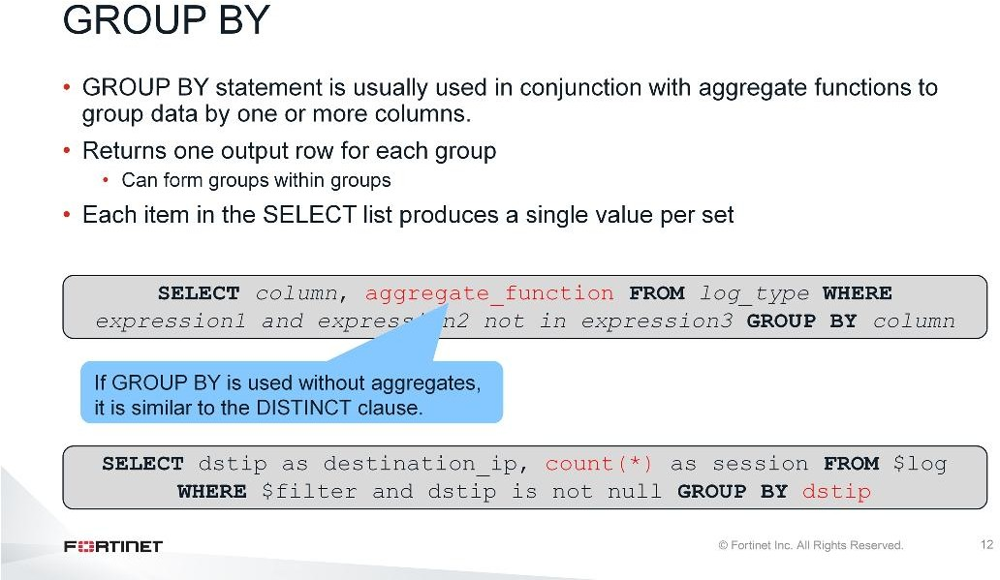 GROUP BY
• GROUP BY statement is usually used in conjunction with aggregate functions to
group data by one or more columns.
• Returns one output row for each group
• Can form groups within groups
• Each item in the SELECT list produces a single value per set
SELECT column, aggregate_function FROM log_type WHERE
expression1 and expression2 not in expression3 GROUP BY column
If GROUP BY is used without aggregates,
it is similar to the DISTINCT clause.
SELECT dstip as destination_ip, count(*) as session FROM $log
WHERE $filter and dstip is not null GROUP BY dstip
FORTINET
© Fortinet Inc. All Rights Reserved.
12